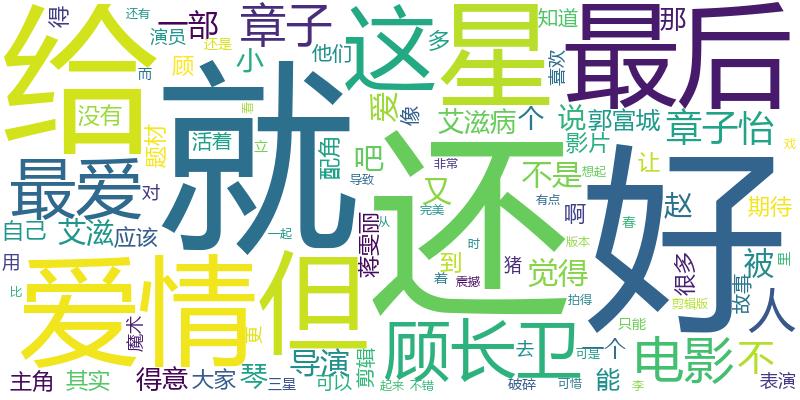 还有
得
一部
章子
那
知道
最后
给
演员
还是
他们
多
这
星
喜欢
而
顾
小
就
没有
爱
像
艾滋病
个
说
郭富城
章子怡
题材
活着
春
立
配角
吧
影片
还
好
最爱
对
非常
不是
让
戏
导致
想起
又
有点
赵
期待
自己
艾滋
应该
完美
啊
一起
蒋雯丽
从
春
用
时
版本
到
猪
觉得
被
里
很多
爱情
但
着
震撼
故事
比
人
拍得
剪辑版
魔术
更
顾长卫
只能
导演
剪辑
去
一个
可是
电影
不
主角
其实
得意
大家
琴
三星
可以
起来
不错
破碎
可惜
能
李
表演